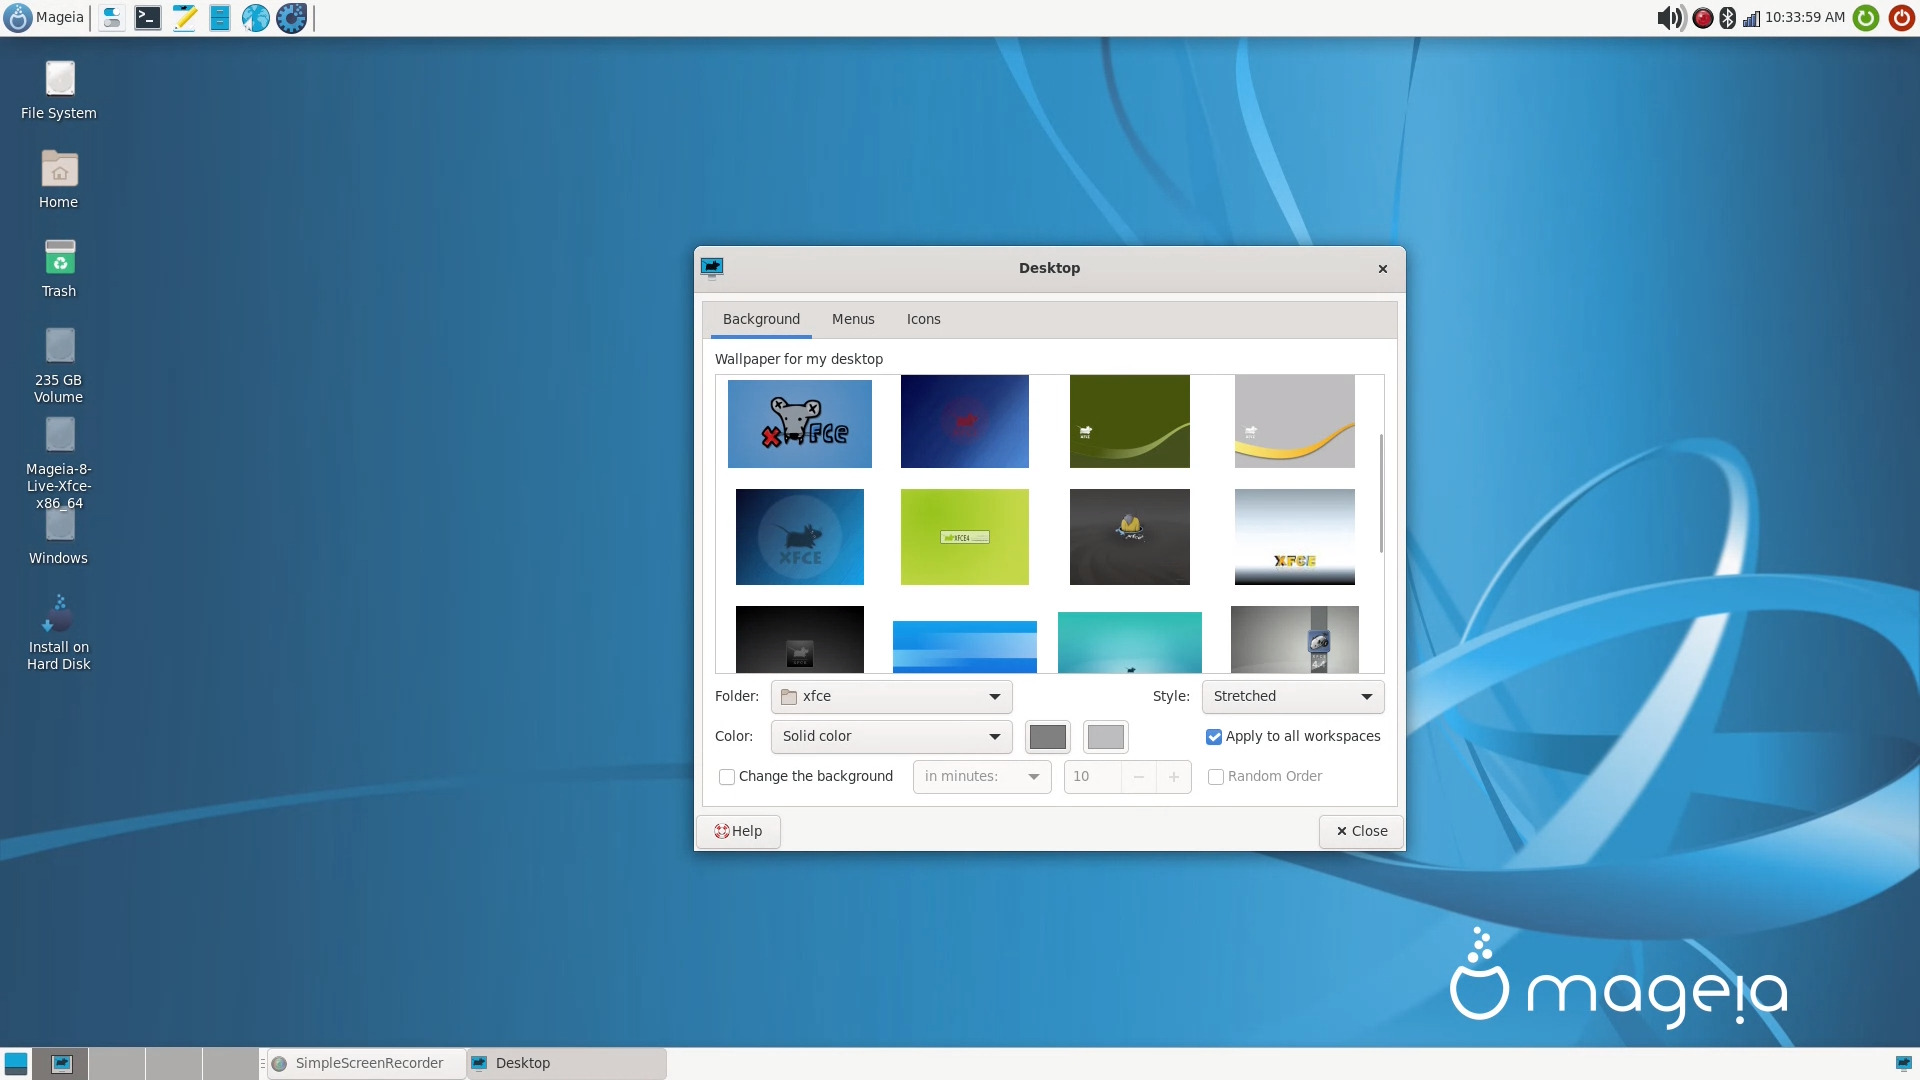 Mageia
10:33:59 AM
File System
Home
Trash
235 GB
Volume
Mageia-8-
Live-Xfce-
x86_64
Windows
Install on
Hard Disk
Desktop
Background Menus Icons
Wallpaper for my desktop
XFce
XFCE
XFCE4
XFCE
Folder: xfce Style: Stretched
Color: Solid color Apply to all workspaces
Change the background in minutes: 10 Random Order
Help Close
mageia
SimpleScreenRecorder Desktop